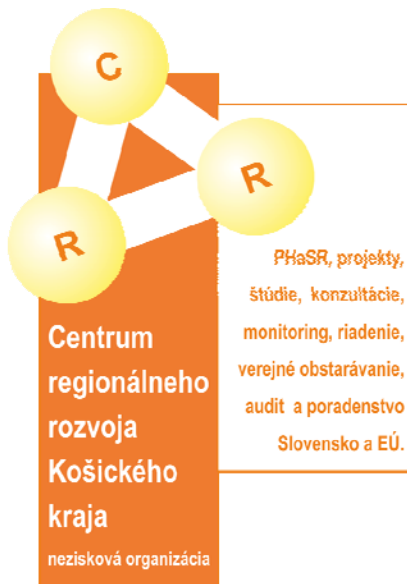 C
R
R
PHaSR, projekty,
štúdie, konzultácie,
monitoring, riadenie,
verejné obstarávanie,
audit a poradenstvo
Slovensko a EÚ.
Centrum
regionálneho
rozvoja
Košického
kraja
nezisková organizácia